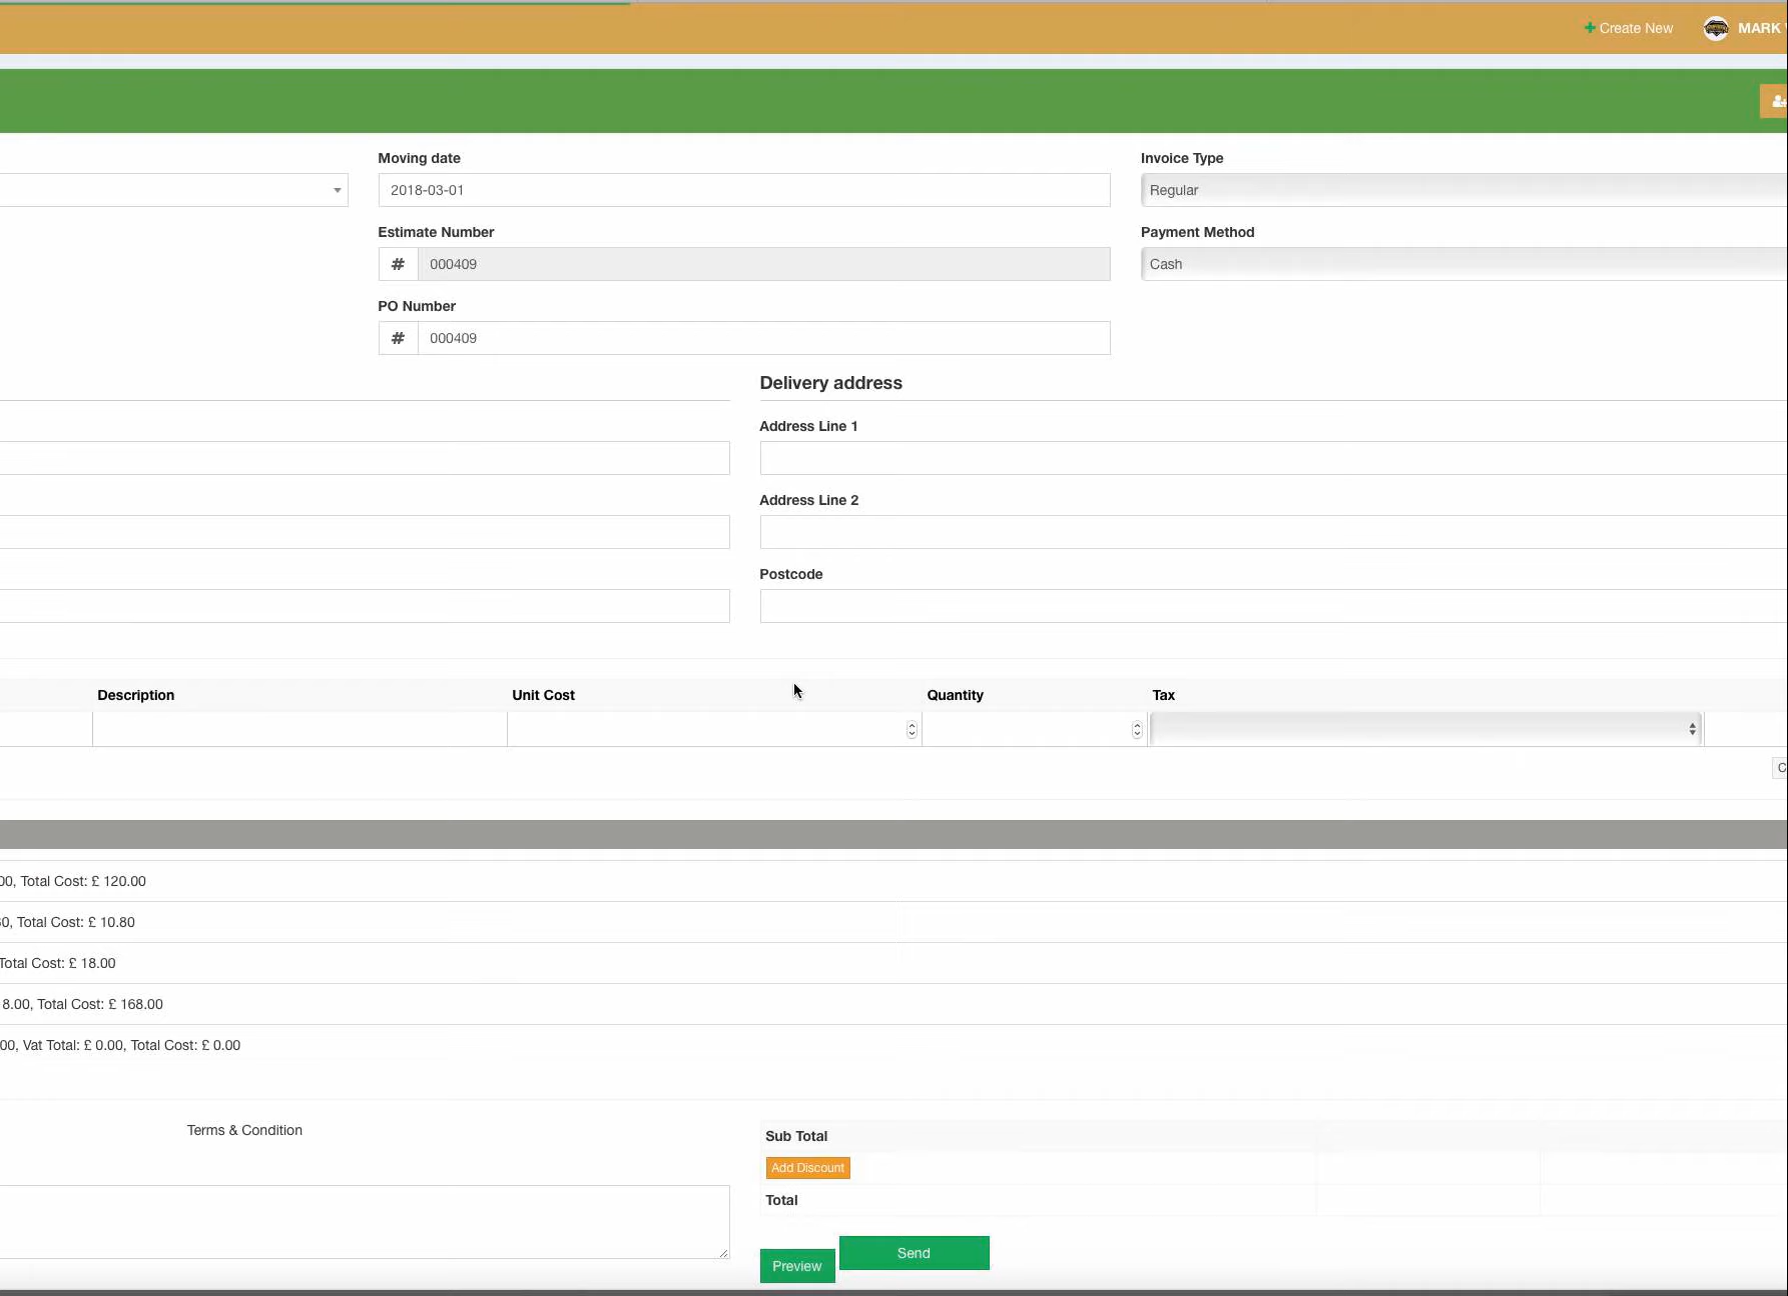 Create New
MARK
Moving date
Invoice Type
2018-03-01
Regular
Estimate Number
Payment Method
# 000409
Cash
PO Number
# 000409
Delivery address
Address Line 1
Address Line 2
Postcode
Description Unit Cost Quantity Tax
C
00, Total Cost: £ 120.00
0, Total Cost: £ 10.80
Total Cost: £ 18.00
8.00, Total Cost: £ 168.00
00, Vat Total: £ 0.00, Total Cost: £ 0.00
Terms & Condition
Sub Total
Add Discount
Total
Send
Preview